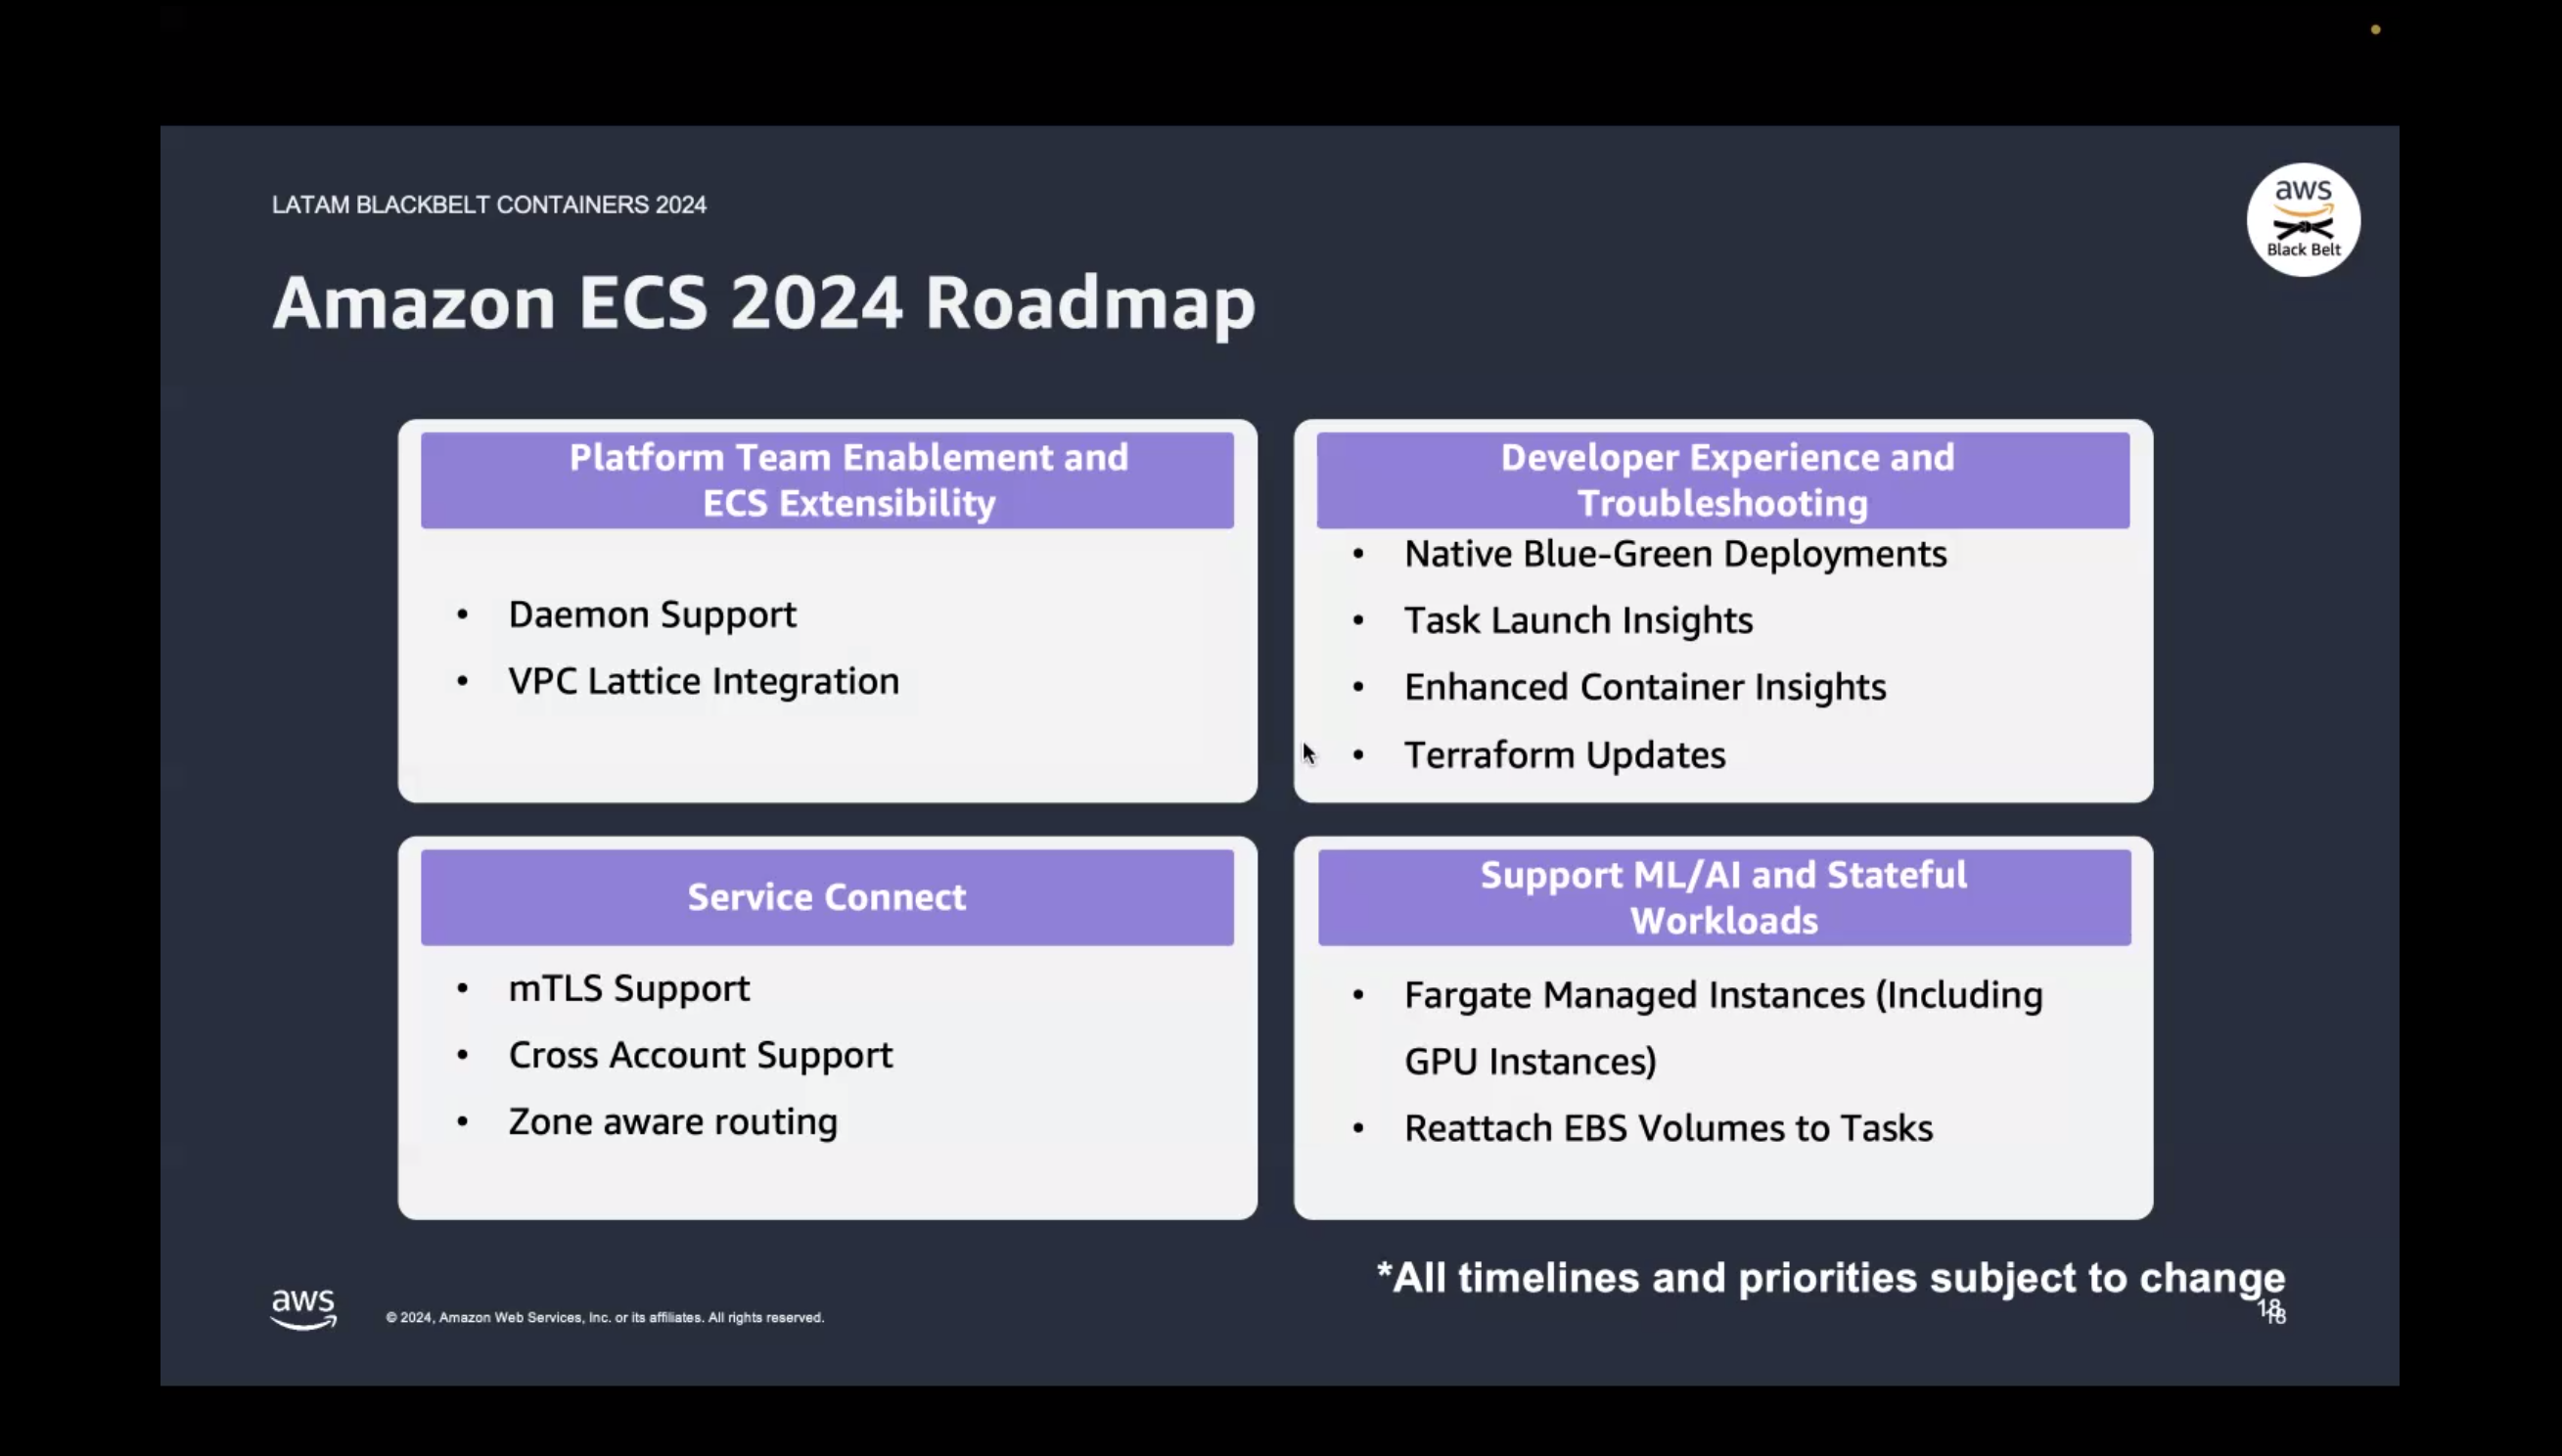 LATAM BLACKBELT CONTAINERS 2024
aws
Black Belt
Amazon ECS 2024 Roadmap
Platform Team Enablement and
ECS Extensibility
• Daemon Support
• VPC Lattice Integration
Developer Experience and
Troubleshooting
• Native Blue-Green Deployments
• Task Launch Insights
• Enhanced Container Insights
• Terraform Updates
Service Connect
• mTLS Support
• Cross Account Support
• Zone aware routing
Support ML/AI and Stateful
Workloads
• Fargate Managed Instances (Including
GPU Instances)
• Reattach EBS Volumes to Tasks
*All timelines and priorities subject to change
aws
© 2024, Amazon Web Services, Inc. or its affiliates. All rights reserved.
18
18